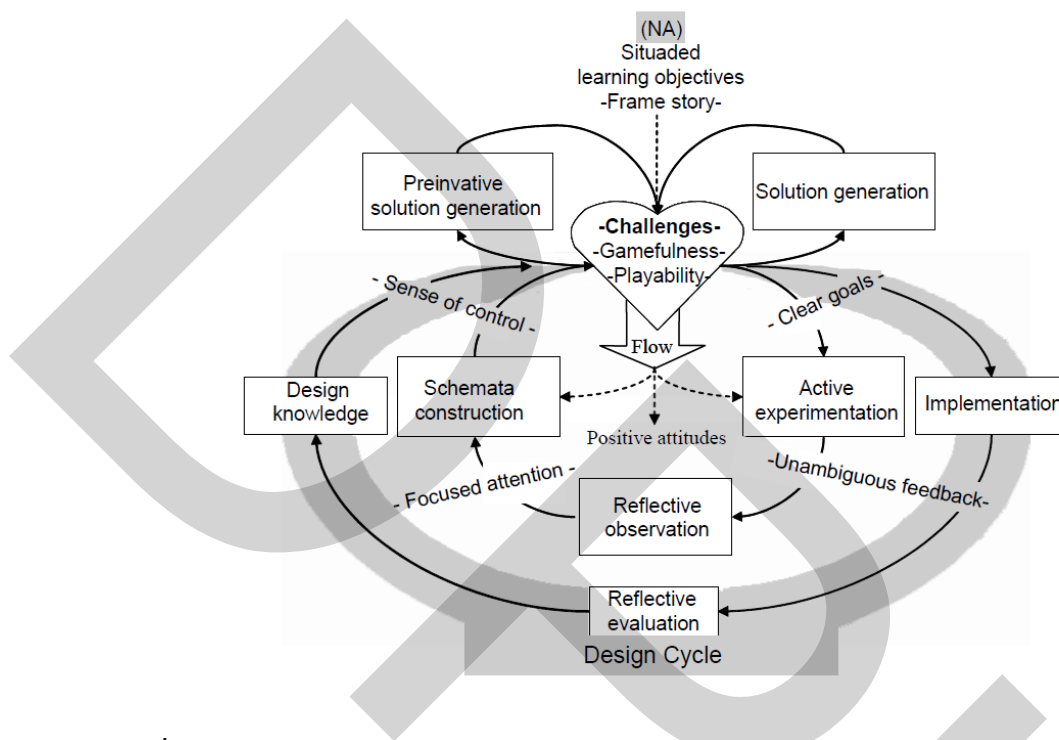 (NA)
Situaded
learning objectives
-Frame story-
Preinvative
solution generation
Solution generation
-Challenges-
-Gamefulness-
-Playability-
- Sense of control -
- Clear goals -
Flow
Design
knowledge
Schemata
construction
Active
experimentation
Implementation
Positive attitudes
- Focused attention -
-Unambiguous feedback-
Reflective
observation
Reflective
evaluation
Design Cycle